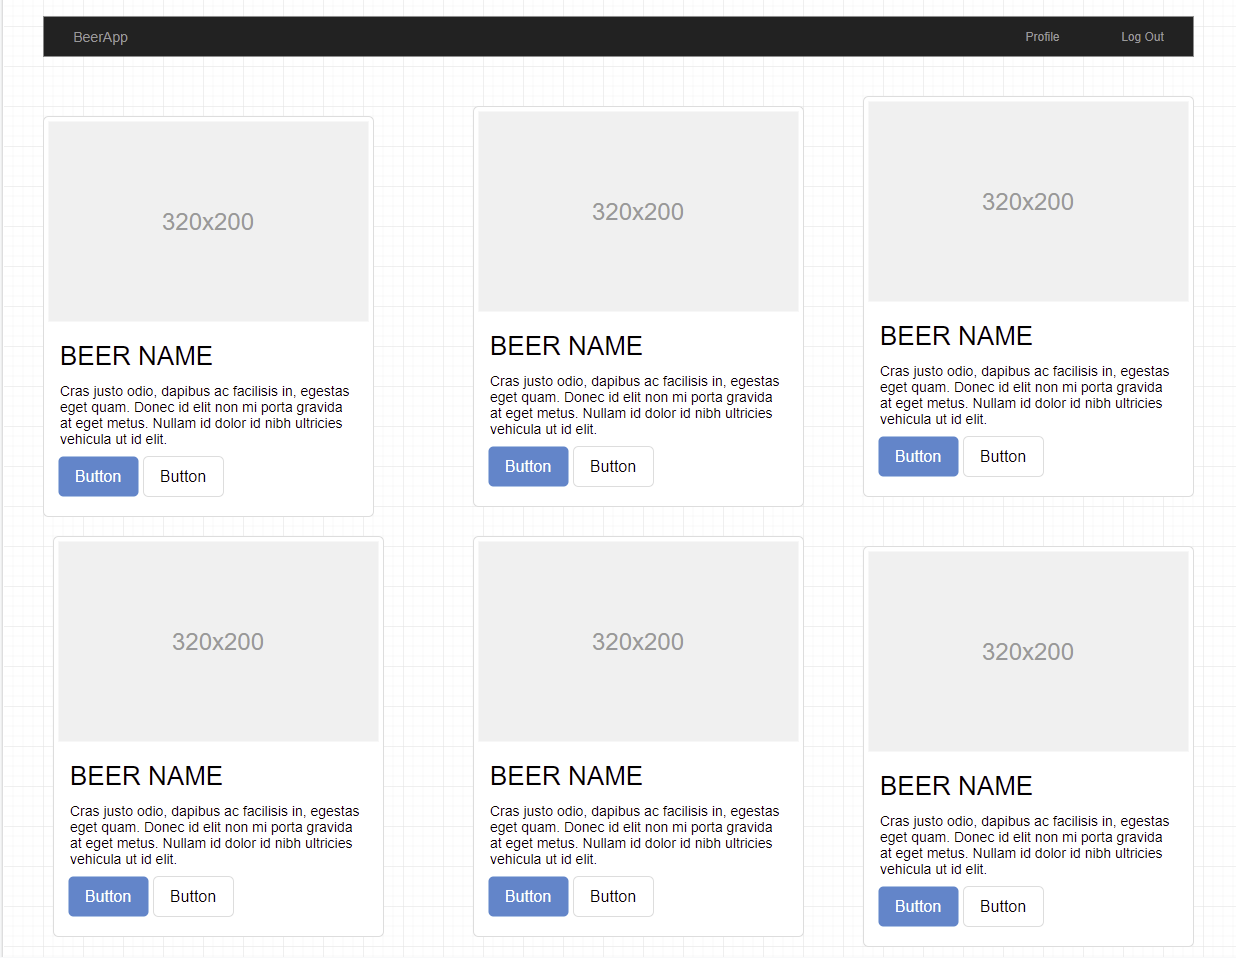 BeerApp
Profile
Log Out
320x200
BEER NAME
Cras justo odio, dapibus ac facilisis in, egestas
eget quam. Donec id elit non mi porta gravida
at eget metus. Nullam id dolor id nibh ultricies
vehicula ut id elit.
Button
Button
320x200
BEER NAME
Cras justo odio, dapibus ac facilisis in, egestas
eget quam. Donec id elit non mi porta gravida
at eget metus. Nullam id dolor id nibh ultricies
vehicula ut id elit.
Button
Button
320x200
BEER NAME
Cras justo odio, dapibus ac facilisis in, egestas
eget quam. Donec id elit non mi porta gravida
at eget metus. Nullam id dolor id nibh ultricies
vehicula ut id elit.
Button
Button
320x200
BEER NAME
Cras justo odio, dapibus ac facilisis in, egestas
eget quam. Donec id elit non mi porta gravida
at eget metus. Nullam id dolor id nibh ultricies
vehicula ut id elit.
Button
Button
320x200
BEER NAME
Cras justo odio, dapibus ac facilisis in, egestas
eget quam. Donec id elit non mi porta gravida
at eget metus. Nullam id dolor id nibh ultricies
vehicula ut id elit.
Button
Button
320x200
BEER NAME
Cras justo odio, dapibus ac facilisis in, egestas
eget quam. Donec id elit non mi porta gravida
at eget metus. Nullam id dolor id nibh ultricies
vehicula ut id elit.
Button
Button